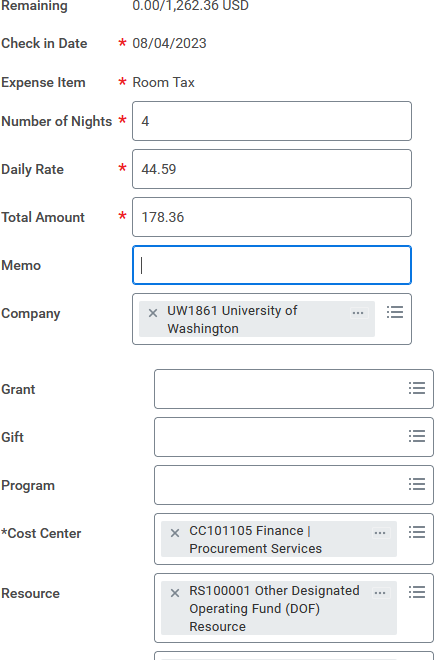 Remaining 0.00/1,262.36 USD
Check in Date * 08/04/2023
Expense Item * Room Tax
Number of Nights * 4
Daily Rate * 44.59
Total Amount * 178.36
Memo
Company × UW1861 University of
Washington
Grant
Gift
Program
*Cost Center × CC101105 Finance |
Procurement Services
Resource × RS100001 Other Designated
Operating Fund (DOF)
Resource